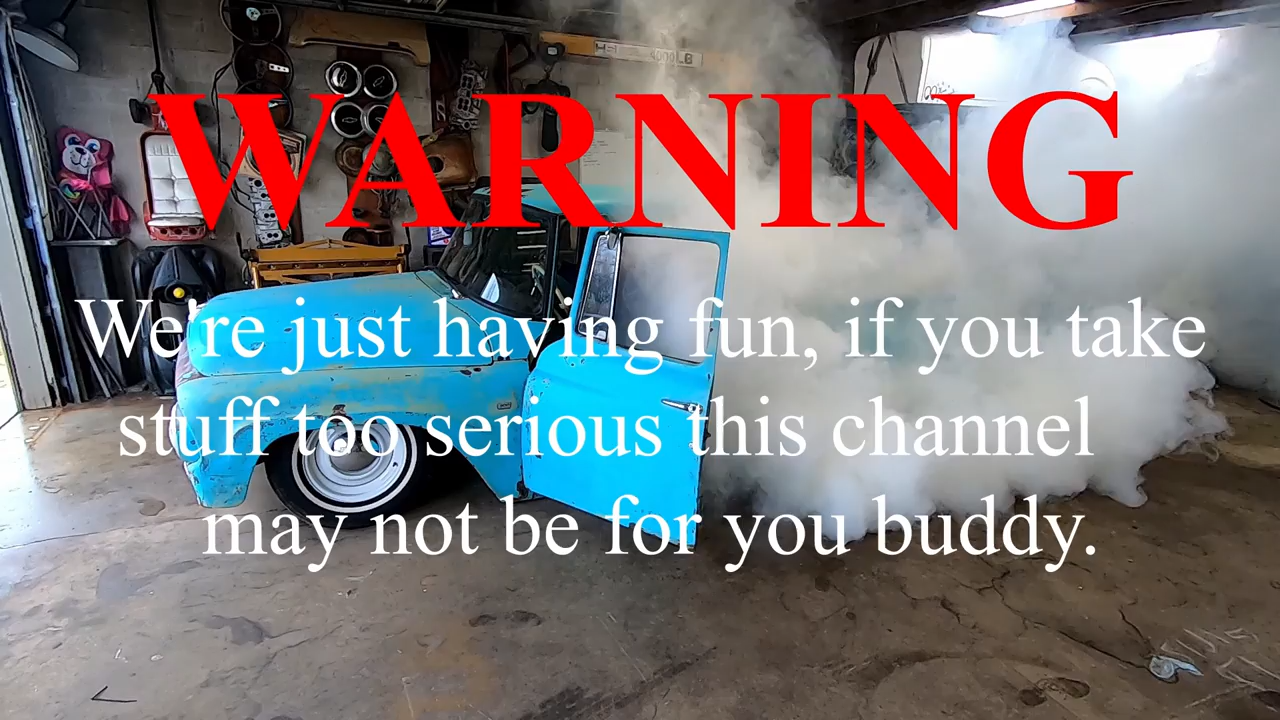 4000LB
WARNING
We're just having fun, if you take
stuff too serious this channel
may not be for you buddy.